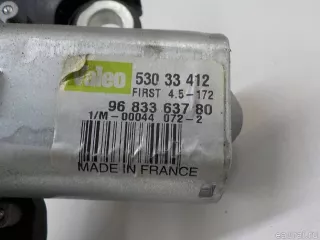 Valeo 530 33 412
FIRST 4.5-172
96 833 637 80
1/M-00044 072-2
MADE IN FRANCE